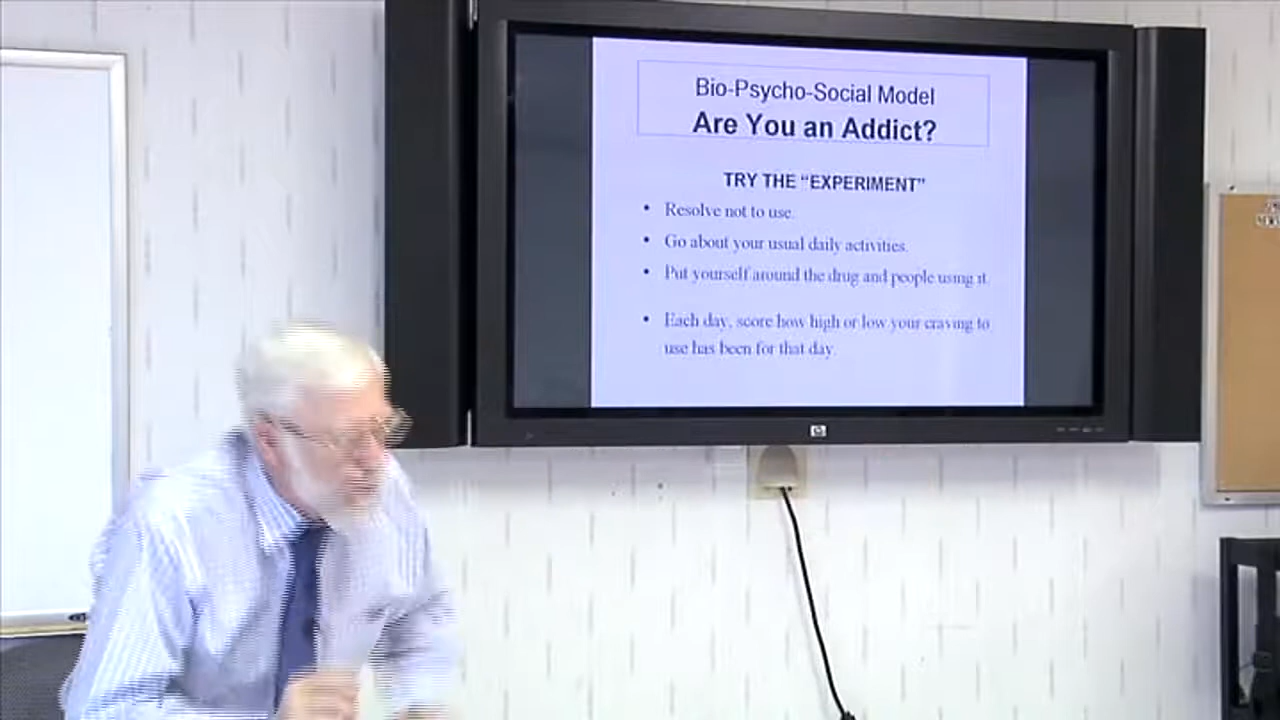 Bio-Psycho-Social Model
Are You an Addict?
TRY THE “EXPERIMENT”
• Resolve not to use.
• Go about your usual daily activities.
• Put yourself around the drug and people using it.
• Each day, score how high or low your craving to
use has been for that day.
hp